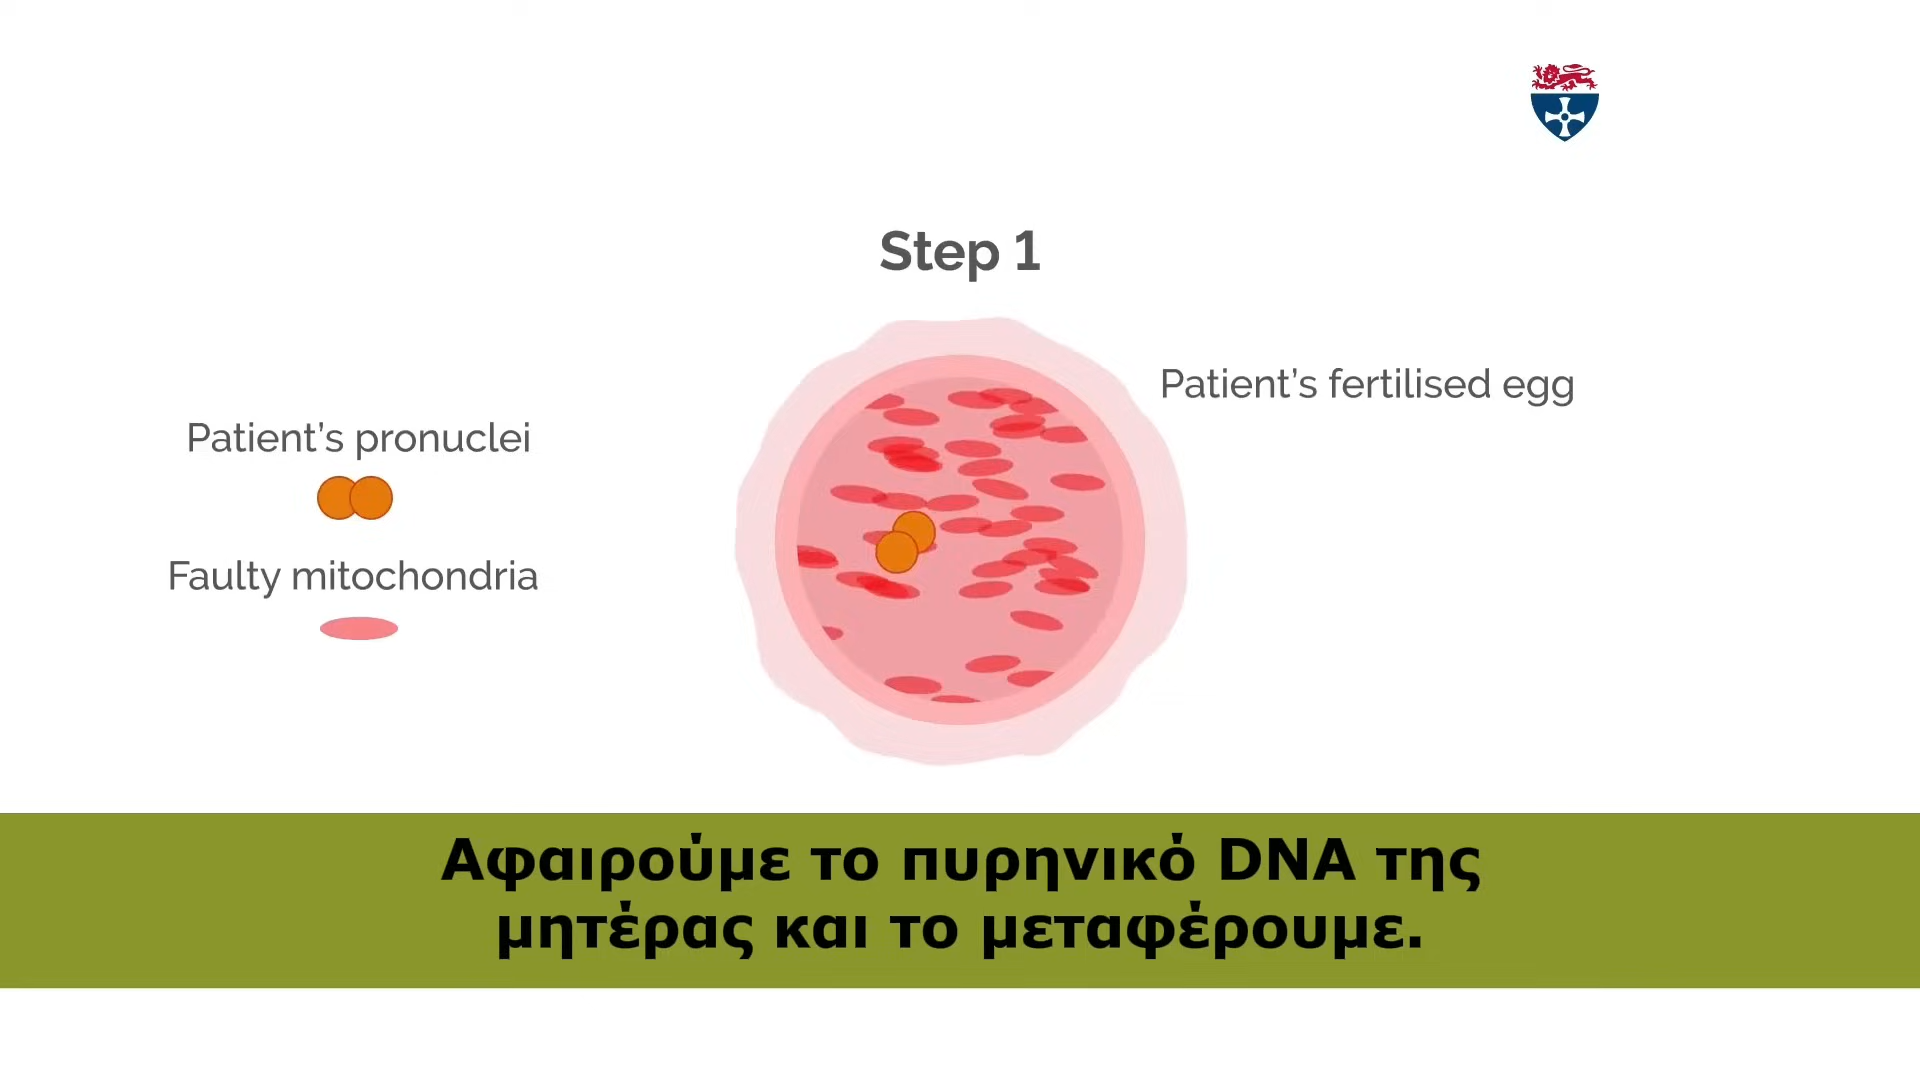 Step 1
Patient's fertilised egg
Patient's pronuclei
Faulty mitochondria
Αφαιρούμε το πυρηνικό DNA της
μητέρας και το μεταφέρουμε.